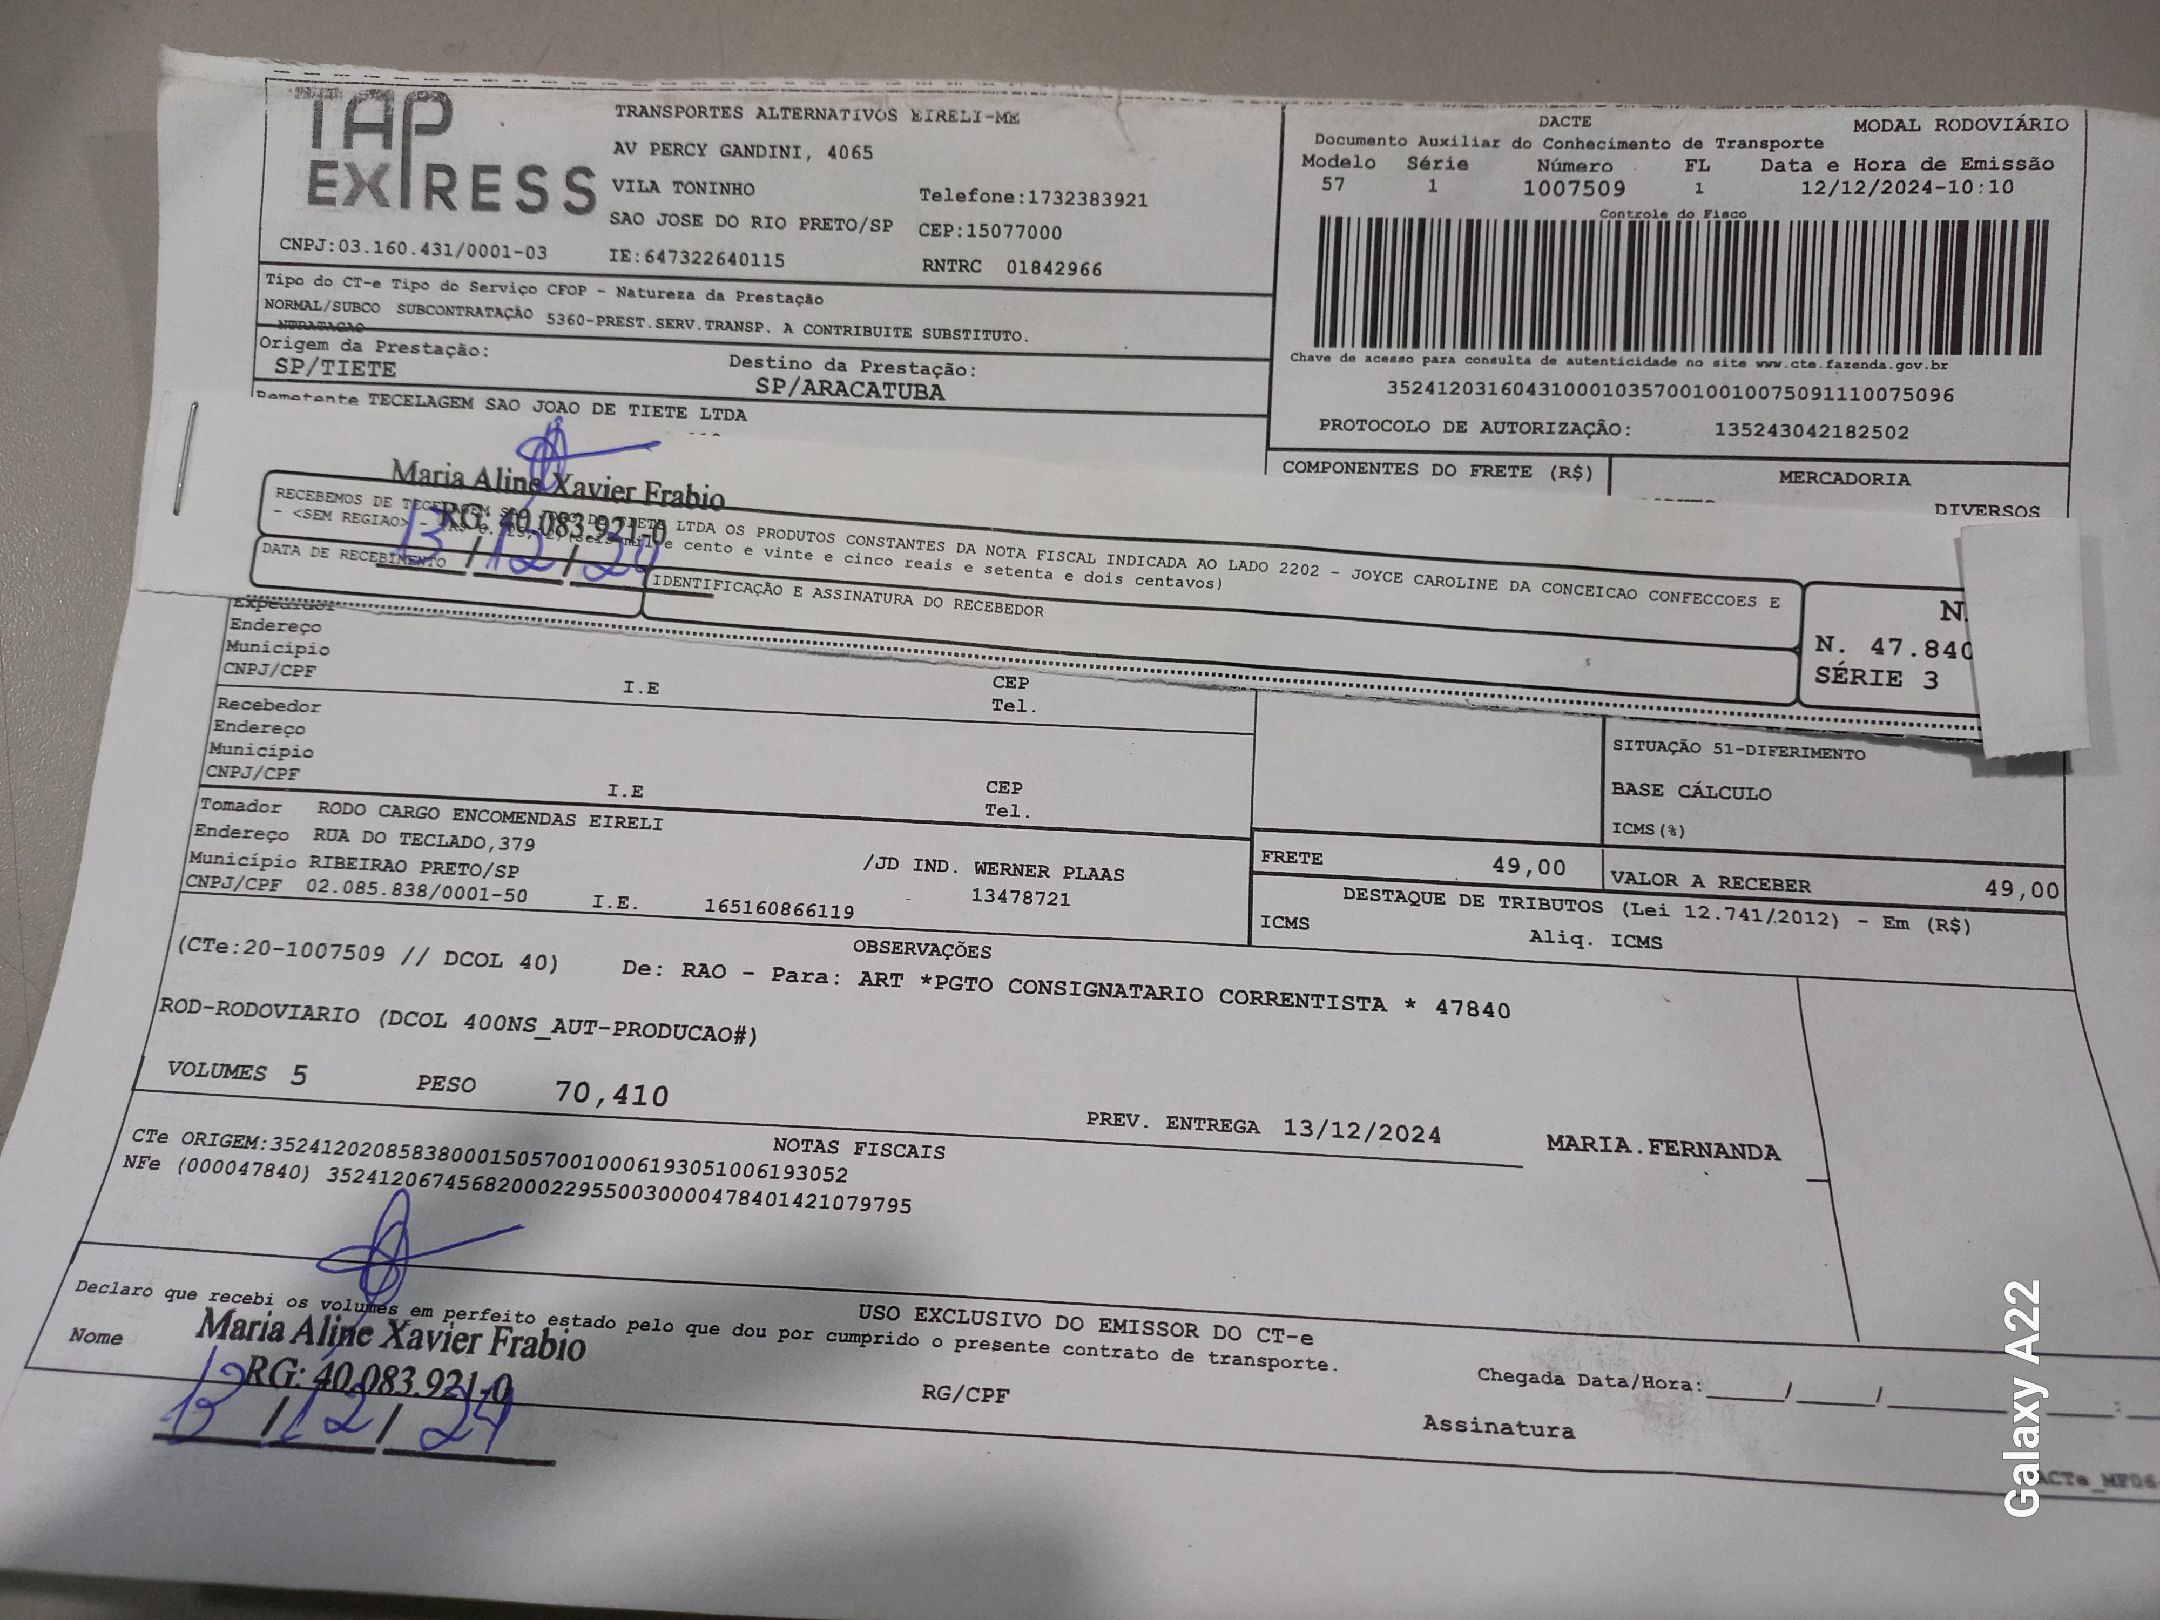 TAP EXPRESS
TRANSPORTES ALTERNATIVOS EIRELI-ME
AV PERCY GANDINI, 4065
VILA TONINHO
Telefone:1732383921
SAO JOSE DO RIO PRETO/SP CEP:15077000
CNPJ:03.160.431/0001-03 IE:647322640115 RNTRC 01842966
DACTE
MODAL RODOVIÁRIO
Documento Auxiliar do Conhecimento de Transporte
Modelo Série Número FL Data e Hora de Emissão
57 1 1007509 1 12/12/2024-10:10
Controle do Fisco
Chave de acesso para consulta de autenticidade no site www.cte.fazenda.gov.br
35241203160431000103570010010075091110075096
PROTOCOLO DE AUTORIZAÇÃO: 135243042182502
Tipo do CT-e Tipo do Serviço CFOP - Natureza da Prestação
NORMAL/SUBCO SUBCONTRATAÇÃO 5360-PREST.SERV.TRANSP. A CONTRIBUITE SUBSTITUTO.
NTRATACAO
Origem da Prestação: Destino da Prestação:
SP/TIETE SP/ARACATUBA
Remetente TECELAGEM SAO JOAO DE TIETE LTDA
COMPONENTES DO FRETE (R$) MERCADORIA
DIVERSOS
Maria Aline Xavier Frabio
RG: 40.083.921-0
13/12/24
RECEBEMOS DE TECELAGEM SAO JOAO DE TIETE LTDA OS PRODUTOS CONSTANTES DA NOTA FISCAL INDICADA AO LADO 2202 - JOYCE CAROLINE DA CONCEICAO CONFECCOES E
- <SEM REGIAO> - e cento e vinte e cinco reais e setenta e dois centavos)
DATA DE RECEBIMENTO IDENTIFICAÇÃO E ASSINATURA DO RECEBEDOR
N. 47.840
SÉRIE 3
Expedidor
Endereço
Município CEP
CNPJ/CPF I.E Tel.
Recebedor
Endereço
Município CEP
CNPJ/CPF I.E Tel.
SITUAÇÃO 51-DIFERIMENTO
BASE CÁLCULO
ICMS(%)
Tomador RODO CARGO ENCOMENDAS EIRELI
Endereço RUA DO TECLADO,379 /JD IND. WERNER PLAAS
Município RIBEIRAO PRETO/SP 13478721
CNPJ/CPF 02.085.838/0001-50 I.E. 165160866119
FRETE 49,00 VALOR A RECEBER 49,00
DESTAQUE DE TRIBUTOS (Lei 12.741/2012) - Em (R$)
ICMS Aliq. ICMS
OBSERVAÇÕES
(CTe:20-1007509 // DCOL 40) De: RAO - Para: ART *PGTO CONSIGNATARIO CORRENTISTA * 47840
ROD-RODOVIARIO (DCOL 400NS_AUT-PRODUCAO#)
VOLUMES 5 PESO 70,410 PREV. ENTREGA 13/12/2024 MARIA.FERNANDA
NOTAS FISCAIS
CTe ORIGEM:35241202085838000150570010006193051006193052
NFe (000047840) 35241206745682000229550030000478401421079795
USO EXCLUSIVO DO EMISSOR DO CT-e
Declaro que recebi os volumes em perfeito estado pelo que dou por cumprido o presente contrato de transporte.
Nome RG/CPF Assinatura Chegada Data/Hora:
Maria Aline Xavier Frabio
RG: 40.083.921-0
13/12/24
Galaxy A22